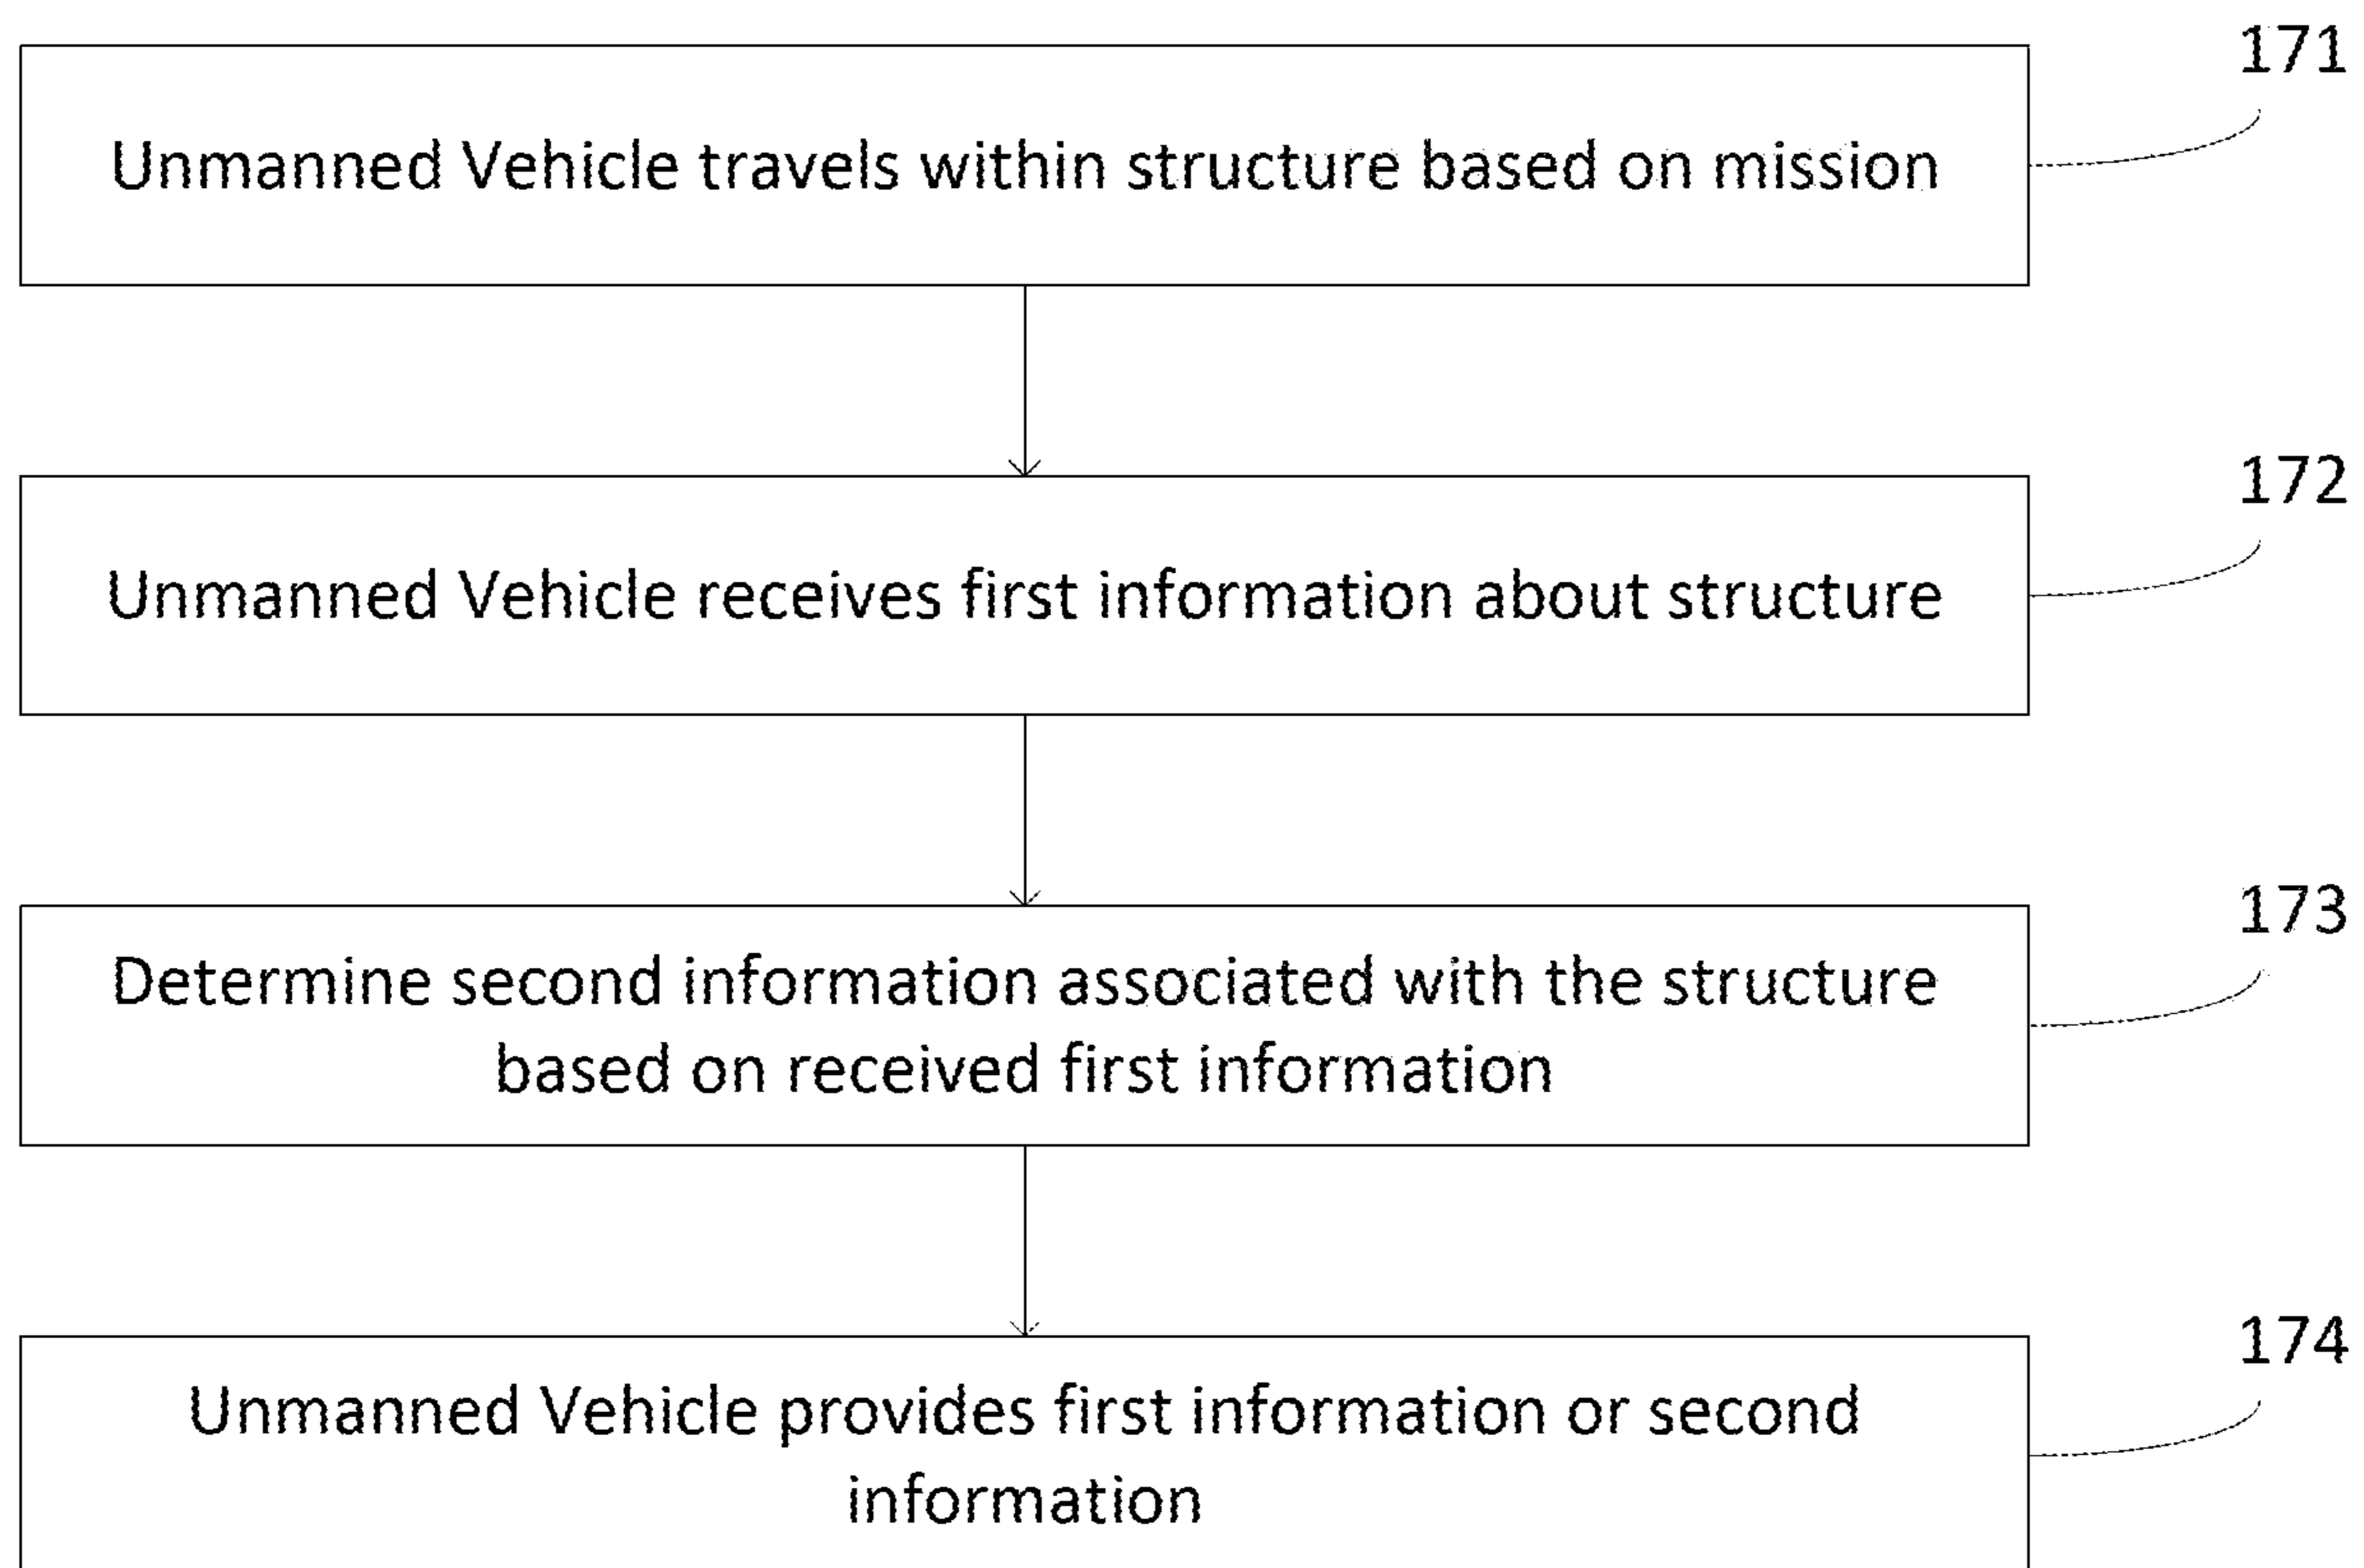 171
Unmanned Vehicle travels within structure based on mission
172
Unmanned Vehicle receives first information about structure
173
Determine second information associated with the structure
based on received first information
174
Unmanned Vehicle provides first information or second
information